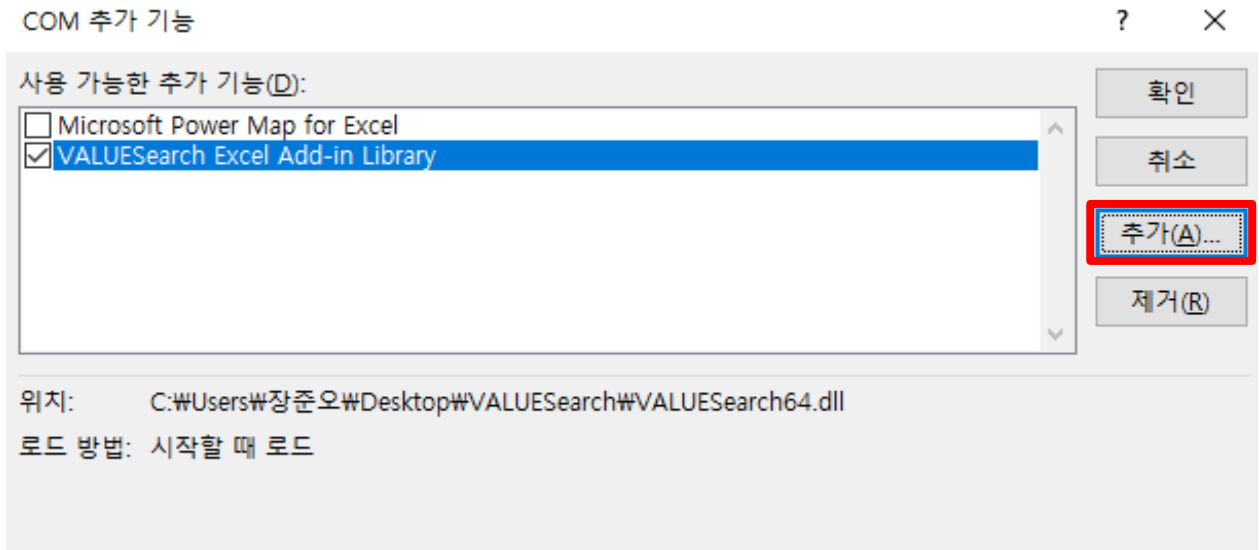 COM 추가 기능
사용 가능한 추가 기능(D):
Microsoft Power Map for Excel
VALUESearch Excel Add-in Library
확인
취소
추가(A)...
제거(R)
위치: C:₩Users₩장준오₩Desktop₩VALUESearch₩VALUESearch64.dll
로드 방법: 시작할 때 로드